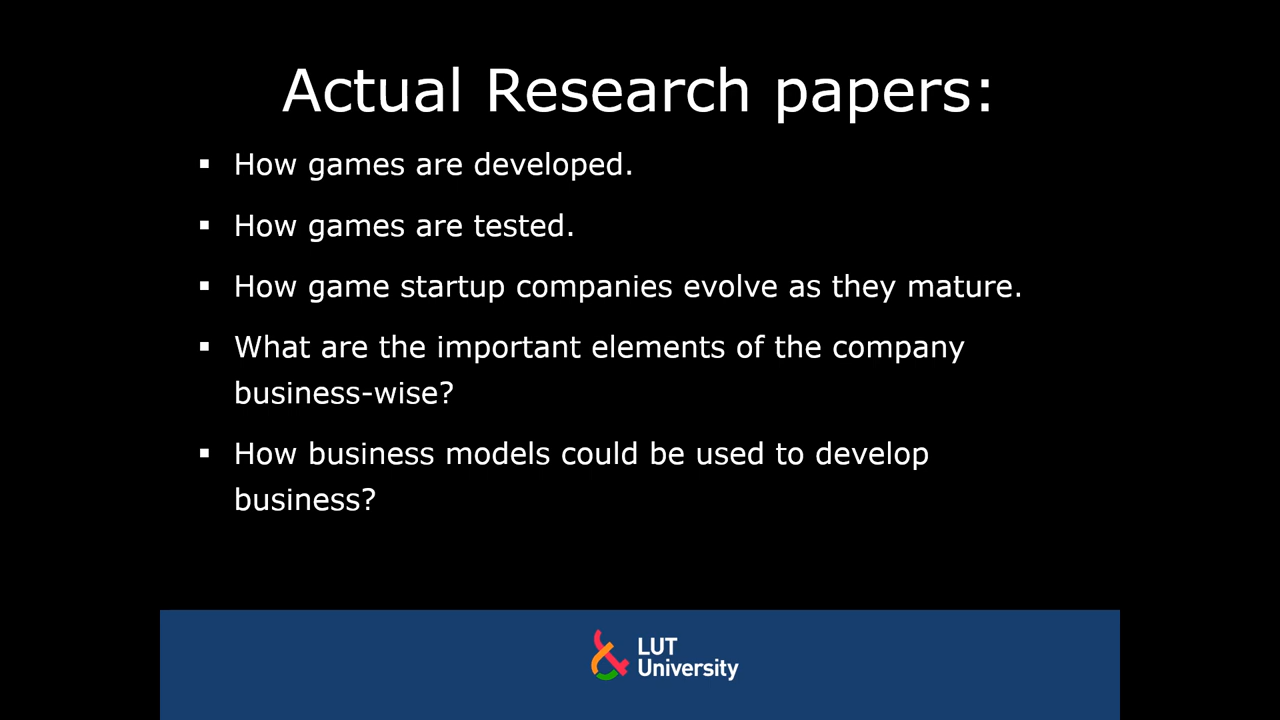 Actual Research papers:
▪ How games are developed.
▪ How games are tested.
▪ How game startup companies evolve as they mature.
▪ What are the important elements of the company
business-wise?
▪ How business models could be used to develop
business?
LUT
University